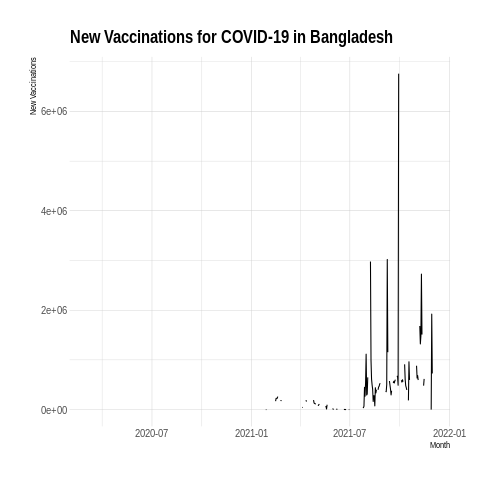 New Vaccinations for COVID-19 in Bangladesh
New Vaccinations
6e+06
4e+06
2e+06
0e+00
2020-07 2021-01 2021-07 2022-01
Month